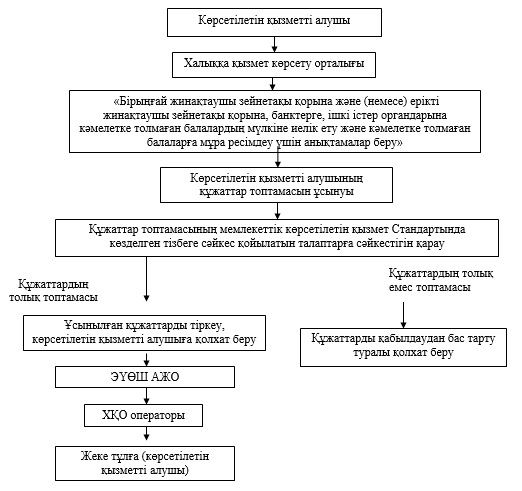 Көрсетілетін қызметті алушы
Халыққа қызмет көрсету орталығы
«Бірыңғай жинақтаушы зейнетақы қорына және (немесе) ерікті
жинақтаушы зейнетақы қорына, банктерге, ішкі істер органдарына
кәмелетке толмаған балалардың мүлкіне иелік ету және кәмелетке толмаған
балаларға мұра ресімдеу үшін анықтамалар беру»
Көрсетілетін қызметті алушының
құжаттар топтамасын ұсынуы
Құжаттар топтамасының мемлекеттік көрсетілетін қызмет Стандартында
көзделген тізбеге сәйкес қойылатын талаптарға сәйкестігін қарау
Құжаттардың
толық топтамасы
Құжаттардың толық
емес топтамасы
Ұсынылған құжаттарды тіркеу,
көрсетілетін қызметті алушыға қолхат беру
Құжаттарды қабылдаудан бас тарту
туралы қолхат беру
ЭҮӨШ АЖО
ХҚО операторы
Жеке тұлға (көрсетілетін
қызметті алушы)